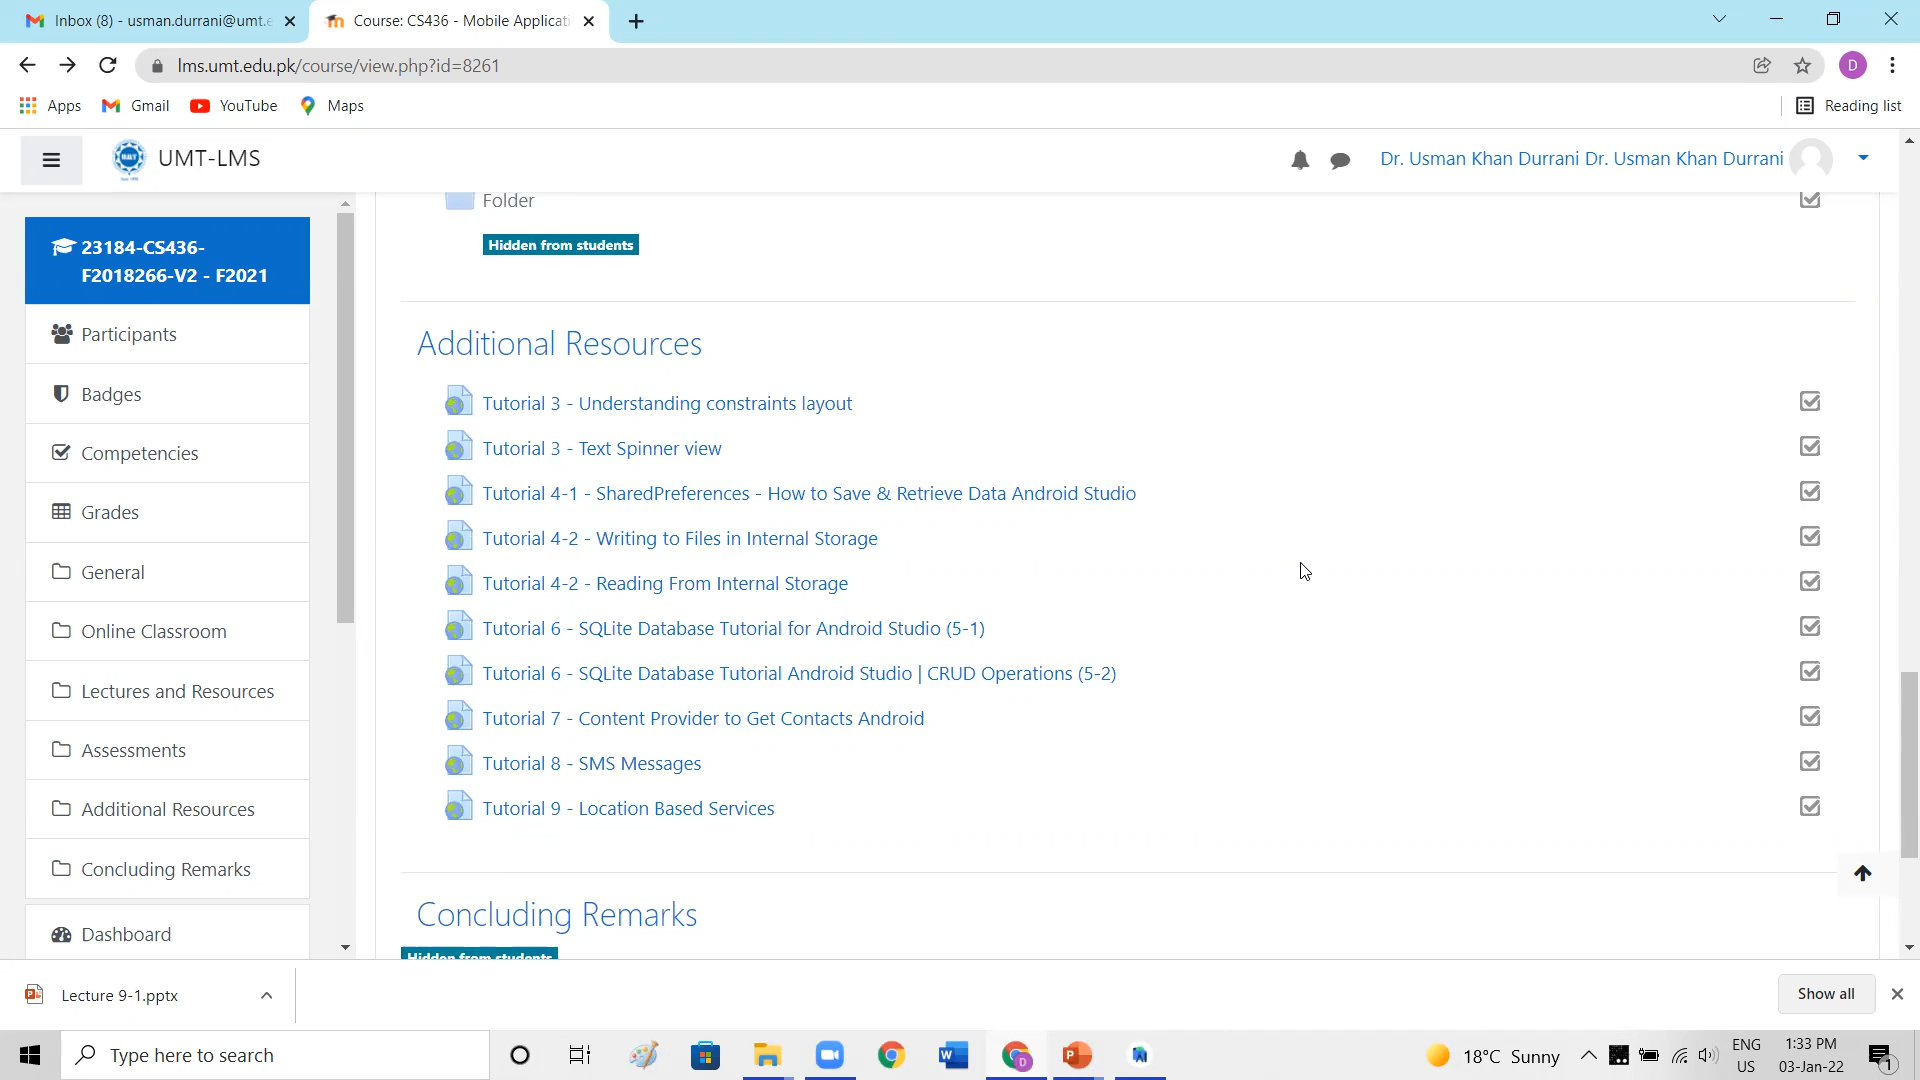 Inbox (8) - usman.durrani@umt.e
Course: CS436 - Mobile Applicati
lms.umt.edu.pk/course/view.php?id=8261
D
Apps
Gmail
YouTube
Maps
Reading list
UMT-LMS
Dr. Usman Khan Durrani Dr. Usman Khan Durrani
23184-CS436-
F2018266-V2 - F2021
Participants
Badges
Competencies
Grades
General
Online Classroom
Lectures and Resources
Assessments
Additional Resources
Concluding Remarks
Dashboard
Folder
Hidden from students
Additional Resources
Tutorial 3 - Understanding constraints layout
Tutorial 3 - Text Spinner view
Tutorial 4-1 - SharedPreferences - How to Save & Retrieve Data Android Studio
Tutorial 4-2 - Writing to Files in Internal Storage
Tutorial 4-2 - Reading From Internal Storage
Tutorial 6 - SQLite Database Tutorial for Android Studio (5-1)
Tutorial 6 - SQLite Database Tutorial Android Studio | CRUD Operations (5-2)
Tutorial 7 - Content Provider to Get Contacts Android
Tutorial 8 - SMS Messages
Tutorial 9 - Location Based Services
Concluding Remarks
Hidden from students
Lecture 9-1.pptx
Show all
Type here to search
18°C Sunny
ENG
US
1:33 PM
03-Jan-22
1